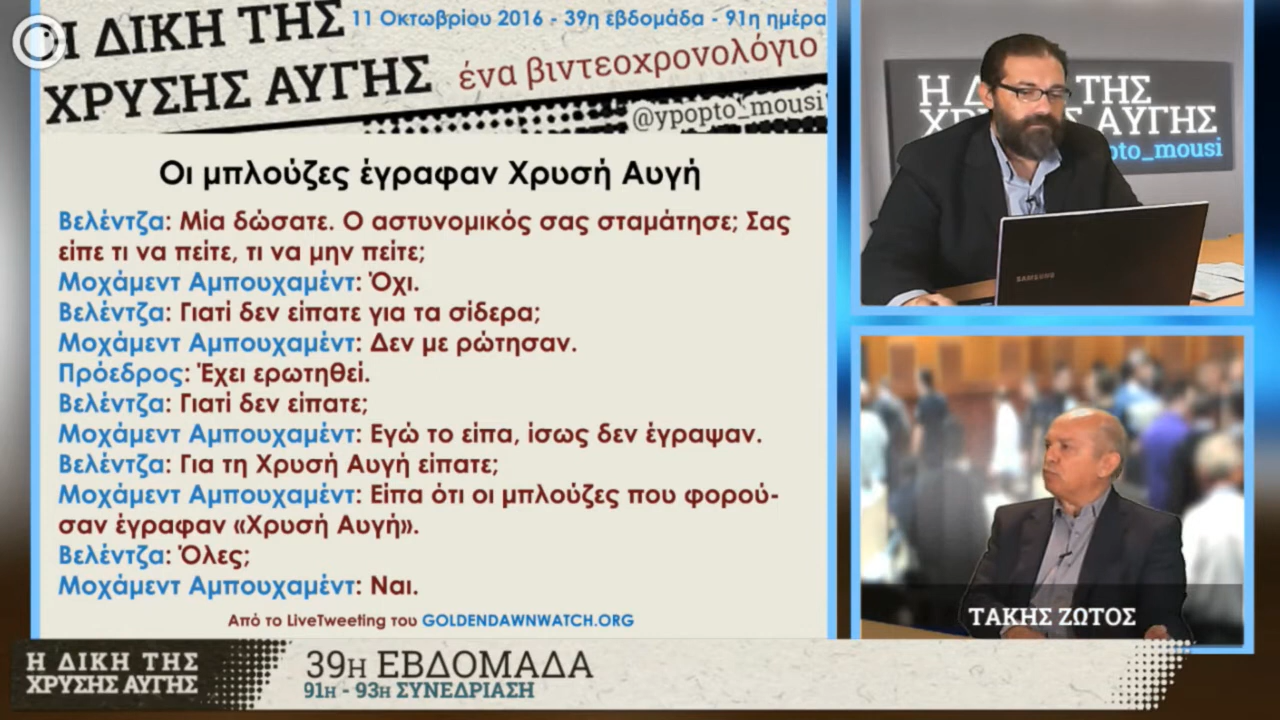 Η ΔΙΚΗ ΤΗΣ
ΧΡΥΣΗΣ ΑΥΓΗΣ
11 Οκτωβρίου 2016 - 39η εβδομάδα - 91η ημέρα
ένα βιντεοχρονολόγιο
@ypopto_mousi
Οι μπλούζες έγραφαν Χρυσή Αυγή
Βελέντζα: Μία δώσατε. Ο αστυνομικός σας σταμάτησε; Σας
είπε τι να πείτε, τι να μην πείτε;
Μοχάμεντ Αμπουχαμέντ: Όχι.
Βελέντζα: Γιατί δεν είπατε για τα σίδερα;
Μοχάμεντ Αμπουχαμέντ: Δεν με ρώτησαν.
Πρόεδρος: Έχει ερωτηθεί.
Βελέντζα: Γιατί δεν είπατε;
Μοχάμεντ Αμπουχαμέντ: Εγώ το είπα, ίσως δεν έγραψαν.
Βελέντζα: Για τη Χρυσή Αυγή είπατε;
Μοχάμεντ Αμπουχαμέντ: Είπα ότι οι μπλούζες που φορού-
σαν έγραφαν «Χρυσή Αυγή».
Βελέντζα: Όλες;
Μοχάμεντ Αμπουχαμέντ: Ναι.
Από το LiveTweeting του GOLDENDAWNWATCH.ORG
Η ΔΙΚΗ ΤΗΣ
ΧΡΥΣΗΣ ΑΥΓΗΣ
pto_mousi
SAMSUNG
ΤΑΚΗΣ ΖΩΤΟΣ
Η ΔΙΚΗ ΤΗΣ
ΧΡΥΣΗΣ ΑΥΓΗΣ
39Η ΕΒΔΟΜΑΔΑ
91Η - 93Η ΣΥΝΕΔΡΙΑΣΗ